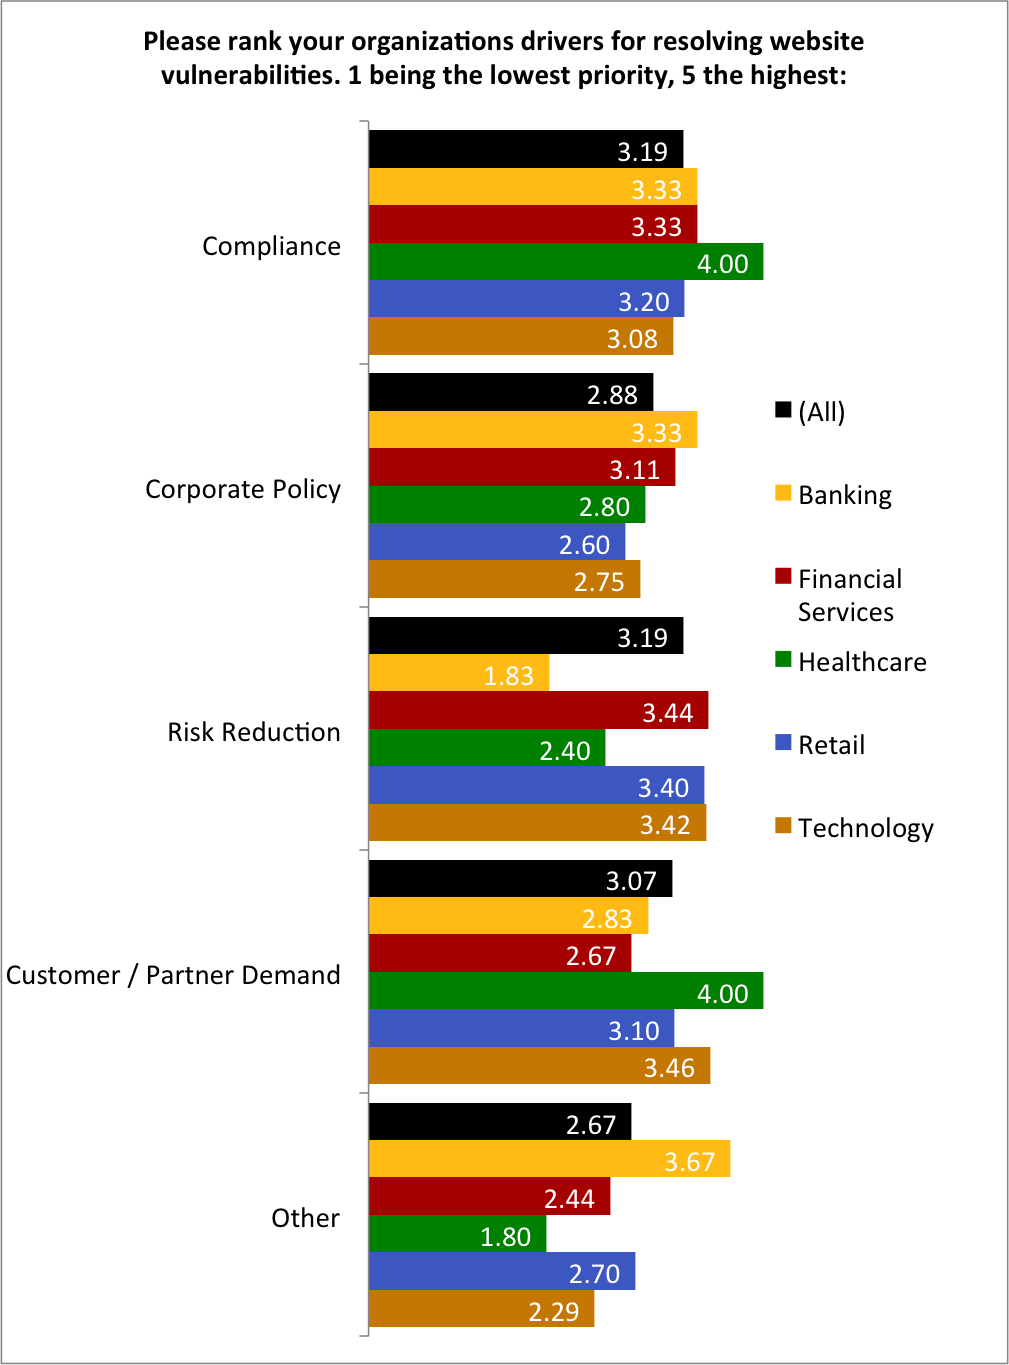 Please rank your organizations drivers for resolving website
vulnerabilities. 1 being the lowest priority, 5 the highest:
Compliance
3.19
3.33
3.33
4.00
3.20
3.08
Corporate Policy
2.88
3.33
3.11
2.80
2.60
2.75
Risk Reduction
3.19
1.83
3.44
2.40
3.40
3.42
Customer / Partner Demand
3.07
2.83
2.67
4.00
3.10
3.46
Other
2.67
3.67
2.44
1.80
2.70
2.29
(All)
Banking
Financial
Services
Healthcare
Retail
Technology